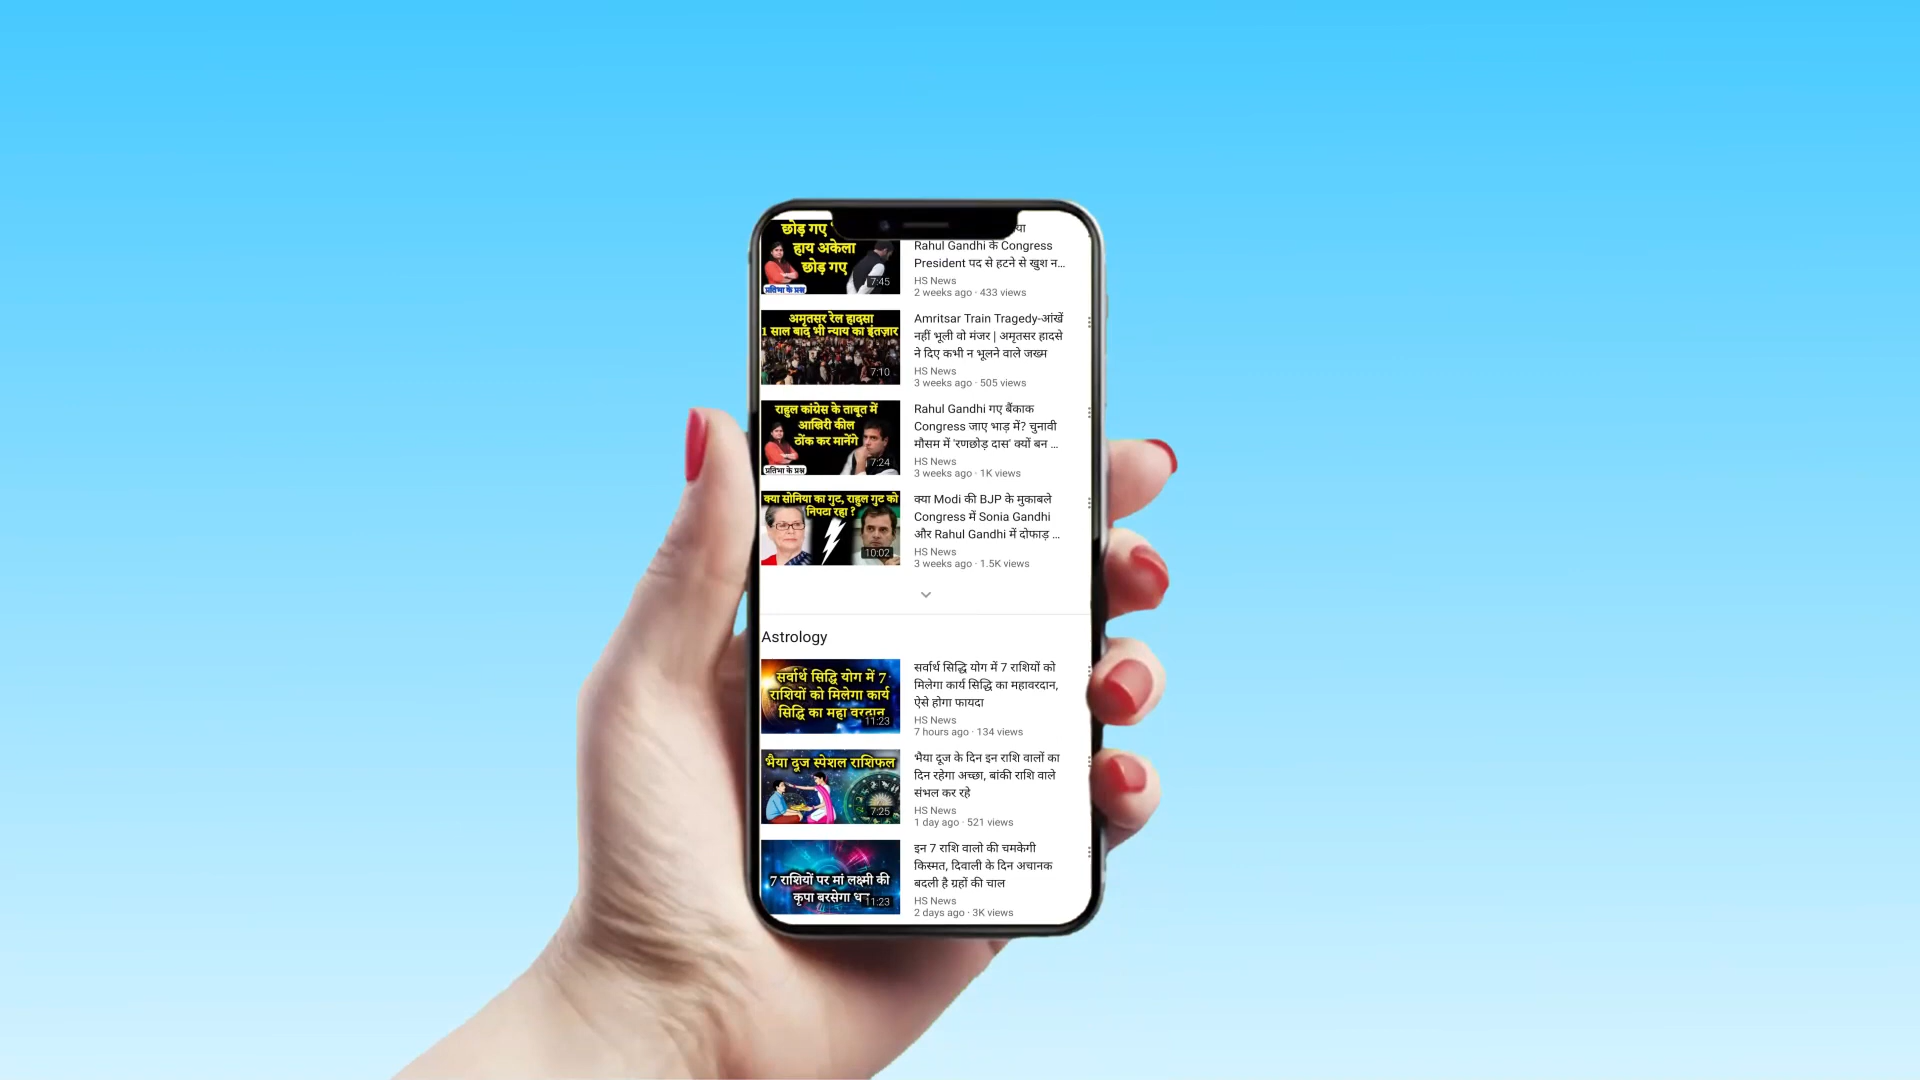 छोड़ गए
हाय अकेला
छोड़ गए
प्रतिभा के प्रश्न
7:45
या
Rahul Gandhi के Congress
President पद से हटने से खुश न...
HS News
2 weeks ago · 433 views
अमृतसर रेल हादसा
1 साल बाद भी न्याय का इंतज़ार
7:10
Amritsar Train Tragedy-आंखें
नहीं भूली वो मंजर | अमृतसर हादसे
ने दिए कभी न भूलने वाले जख्म
HS News
3 weeks ago · 505 views
राहुल कांग्रेस के ताबूत में
आखिरी कील
ठोंक कर मानेंगे
प्रतिभा के प्रश्न
7:24
Rahul Gandhi गए बैंकाक
Congress जाए भाड़ में? चुनावी
मौसम में 'रणछोड़ दास' क्यों बन ...
HS News
3 weeks ago · 1K views
क्या सोनिया का गुट, राहुल गुट को
निपटा रहा ?
10:02
क्या Modi की BJP के मुकाबले
Congress में Sonia Gandhi
और Rahul Gandhi में दोफाड़ ...
HS News
3 weeks ago · 1.5K views
Astrology
सर्वार्थ सिद्धि योग में 7
राशियों को मिलेगा कार्य
सिद्धि का महा वरदान
11:23
सर्वार्थ सिद्धि योग में 7 राशियों को
मिलेगा कार्य सिद्धि का महावरदान,
ऐसे होगा फायदा
HS News
7 hours ago · 134 views
भैया दूज स्पेशल राशिफल
7:25
भैया दूज के दिन इन राशि वालों का
दिन रहेगा अच्छा, बांकी राशि वाले
संभल कर रहे
HS News
1 day ago · 521 views
7 राशियों पर मां लक्ष्मी की
कृपा बरसेगा
11:23
इन 7 राशि वालो की चमकेगी
किस्मत, दिवाली के दिन अचानक
बदली है ग्रहों की चाल
HS News
2 days ago · 3K views